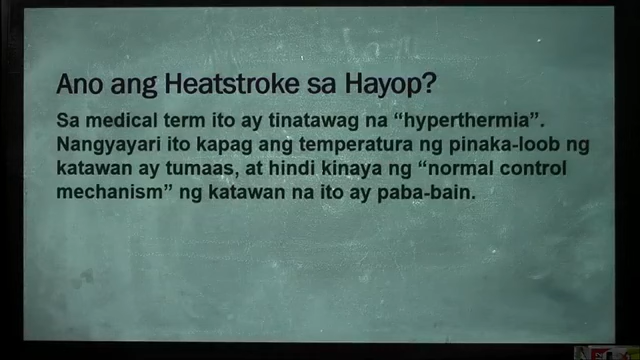 Ano ang Heatstroke sa Hayop?
Sa medical term ito ay tinatawag na “hyperthermia”.
Nangyayari ito kapag ang temperatura ng pinaka-loob ng
katawan ay tumaas, at hindi kinaya ng “normal control
mechanism” ng katawan na ito ay paba-bain.